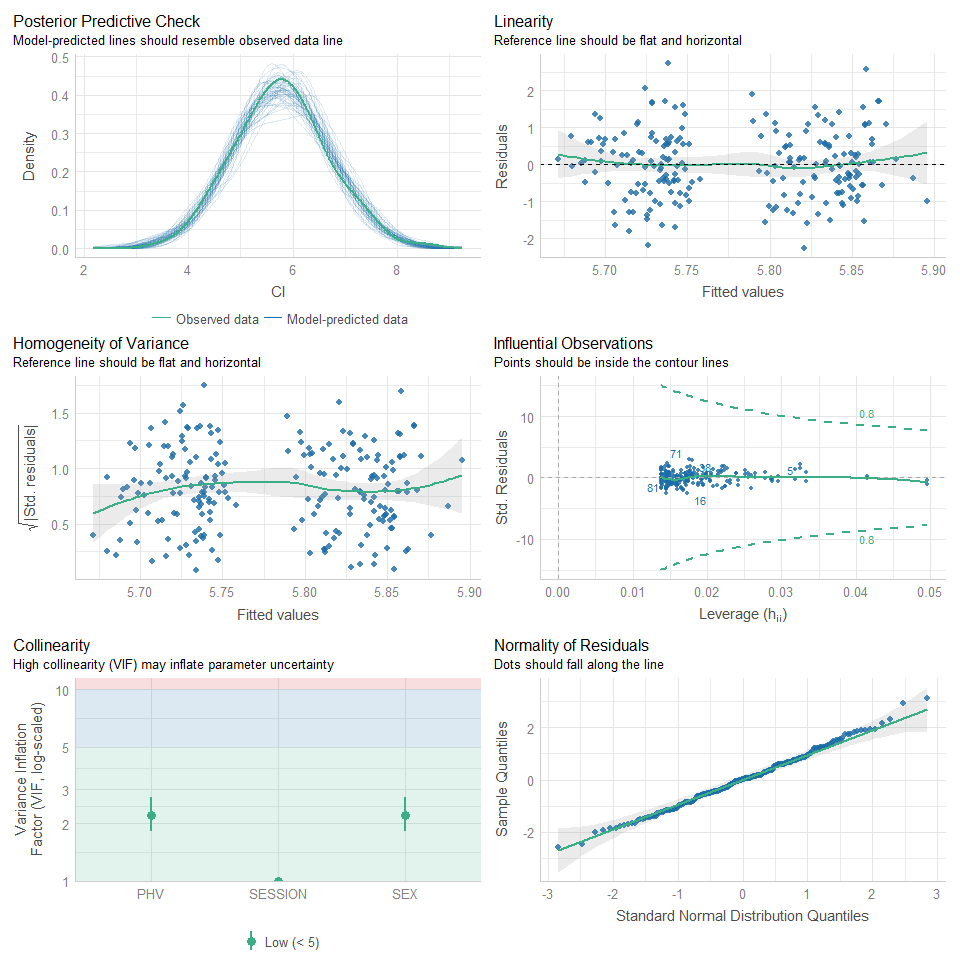 Posterior Predictive Check
Model-predicted lines should resemble observed data line
0.5
0.4
0.3
0.2
0.1
0.0
Density
2 4 6 8
CI
Observed data Model-predicted data
Linearity
Reference line should be flat and horizontal
2
1
0
-1
-2
Residuals
5.70 5.75 5.80 5.85 5.90
Fitted values
Homogeneity of Variance
Reference line should be flat and horizontal
1.5
1.0
0.5
√|Std. residuals|
5.70 5.75 5.80 5.85 5.90
Fitted values
Influential Observations
Points should be inside the contour lines
10
0
-10
Std. Residuals
0.8
71
38
5
81
16
0.8
0.00 0.01 0.02 0.03 0.04 0.05
Leverage (hii)
Collinearity
High collinearity (VIF) may inflate parameter uncertainty
10
5
3
2
1
Variance Inflation
Factor (VIF, log-scaled)
PHV SESSION SEX
Low (< 5)
Normality of Residuals
Dots should fall along the line
2
0
-2
Sample Quantiles
-3 -2 -1 0 1 2 3
Standard Normal Distribution Quantiles